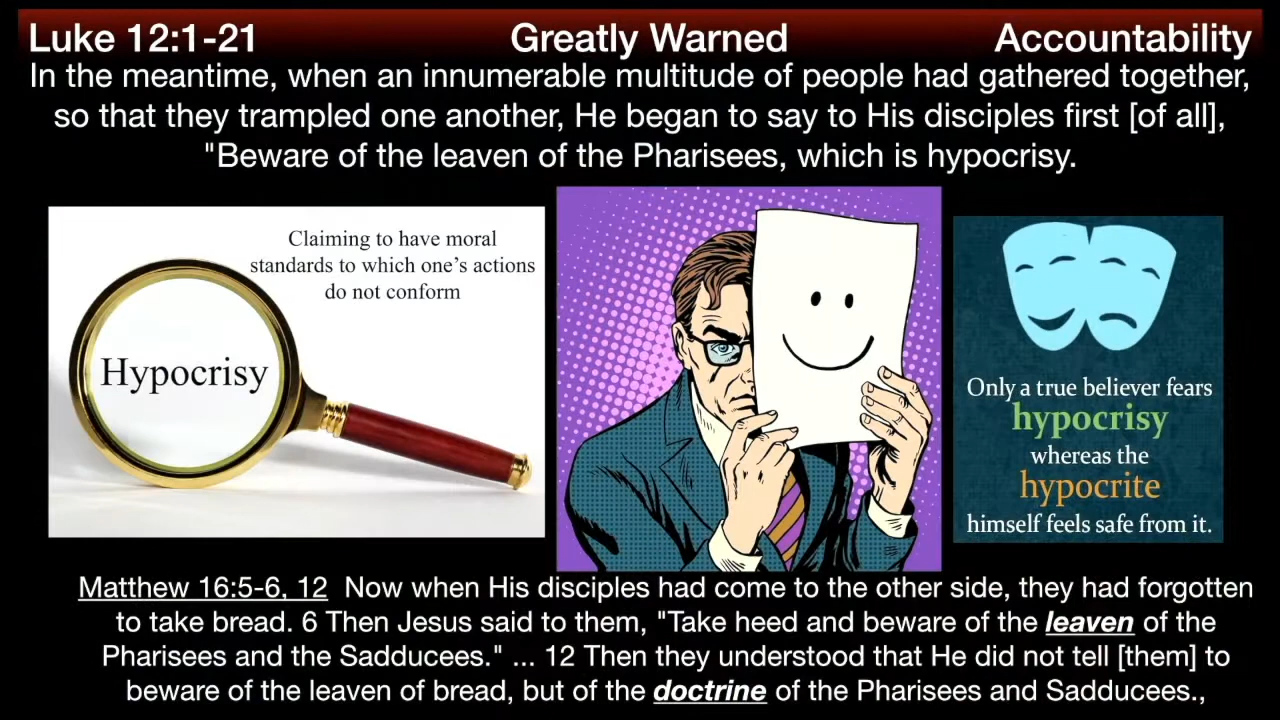 Luke 12:1-21 Greatly Warned Accountability
In the meantime, when an innumerable multitude of people had gathered together,
so that they trampled one another, He began to say to His disciples first [of all],
"Beware of the leaven of the Pharisees, which is hypocrisy.
Claiming to have moral
standards to which one's actions
do not conform
Hypocrisy
Only a true believer fears
hypocrisy
whereas the
hypocrite
himself feels safe from it.
Matthew 16:5-6, 12 Now when His disciples had come to the other side, they had forgotten
to take bread. 6 Then Jesus said to them, "Take heed and beware of the leaven of the
Pharisees and the Sadducees." ... 12 Then they understood that He did not tell [them] to
beware of the leaven of bread, but of the doctrine of the Pharisees and Sadducees.,